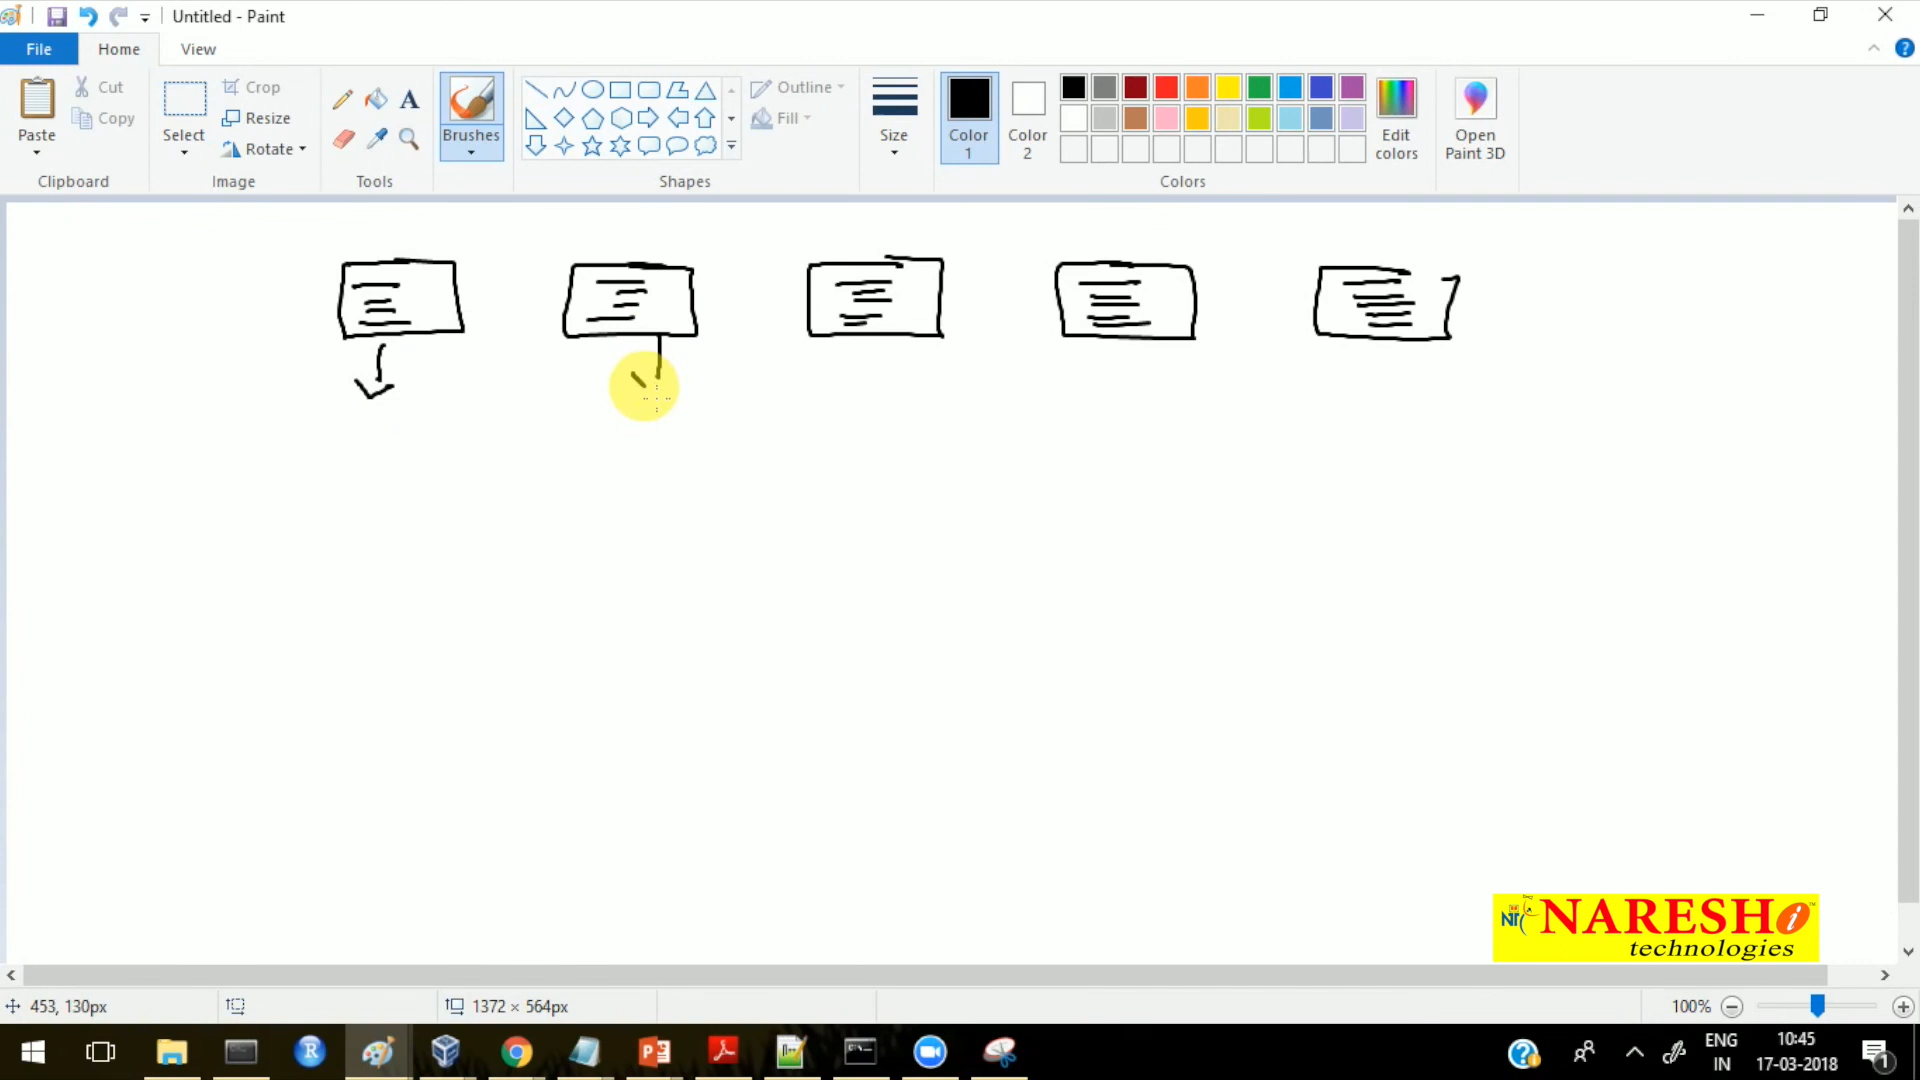 Untitled - Paint
File
Home
View
Paste
Cut
Copy
Clipboard
Select
Crop
Resize
Rotate
Image
A
Tools
Brushes
Outline
Fill
Shapes
Size
Color 1
Color 2
Edit colors
Colors
Open Paint 3D
NARESH i
technologies
453, 130px
1372 × 564px
100%
ENG
IN
10:45
17-03-2018
1